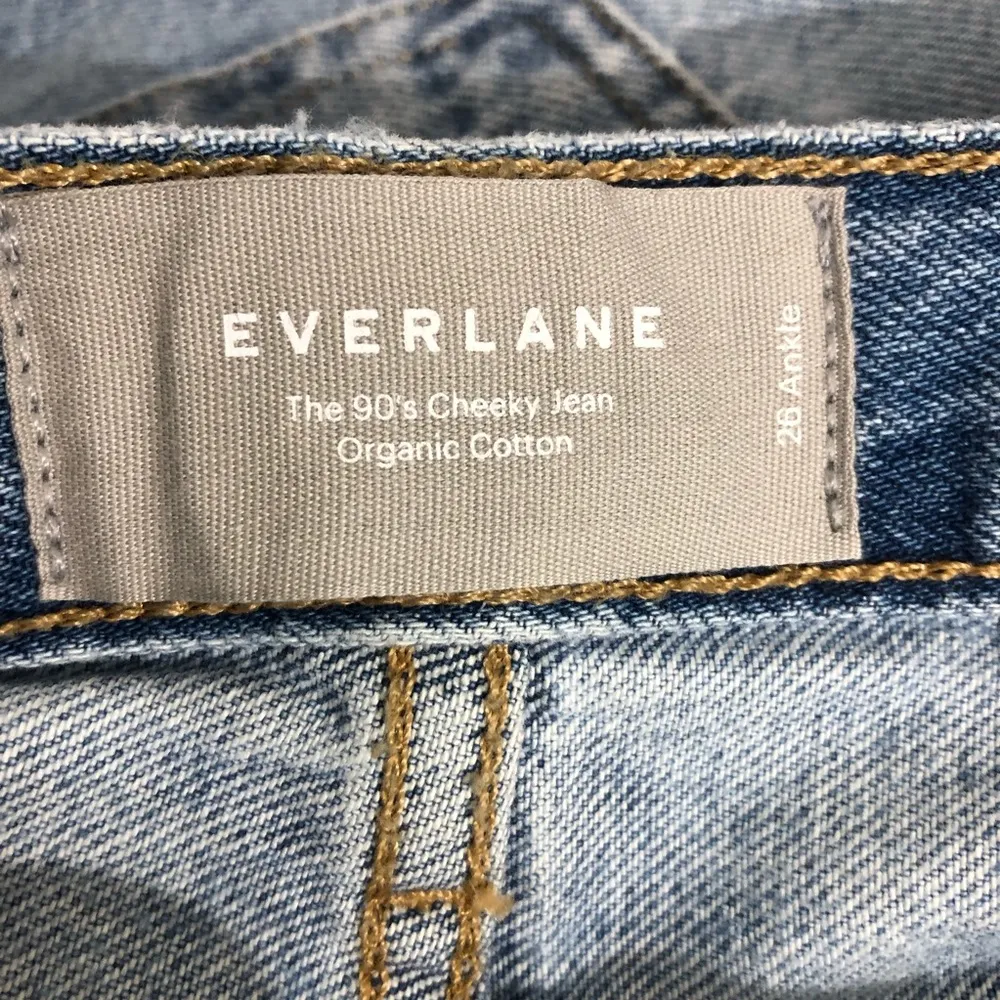 EVERLANE
The 90's Cheeky Jean
Organic Cotton
26 Ankle